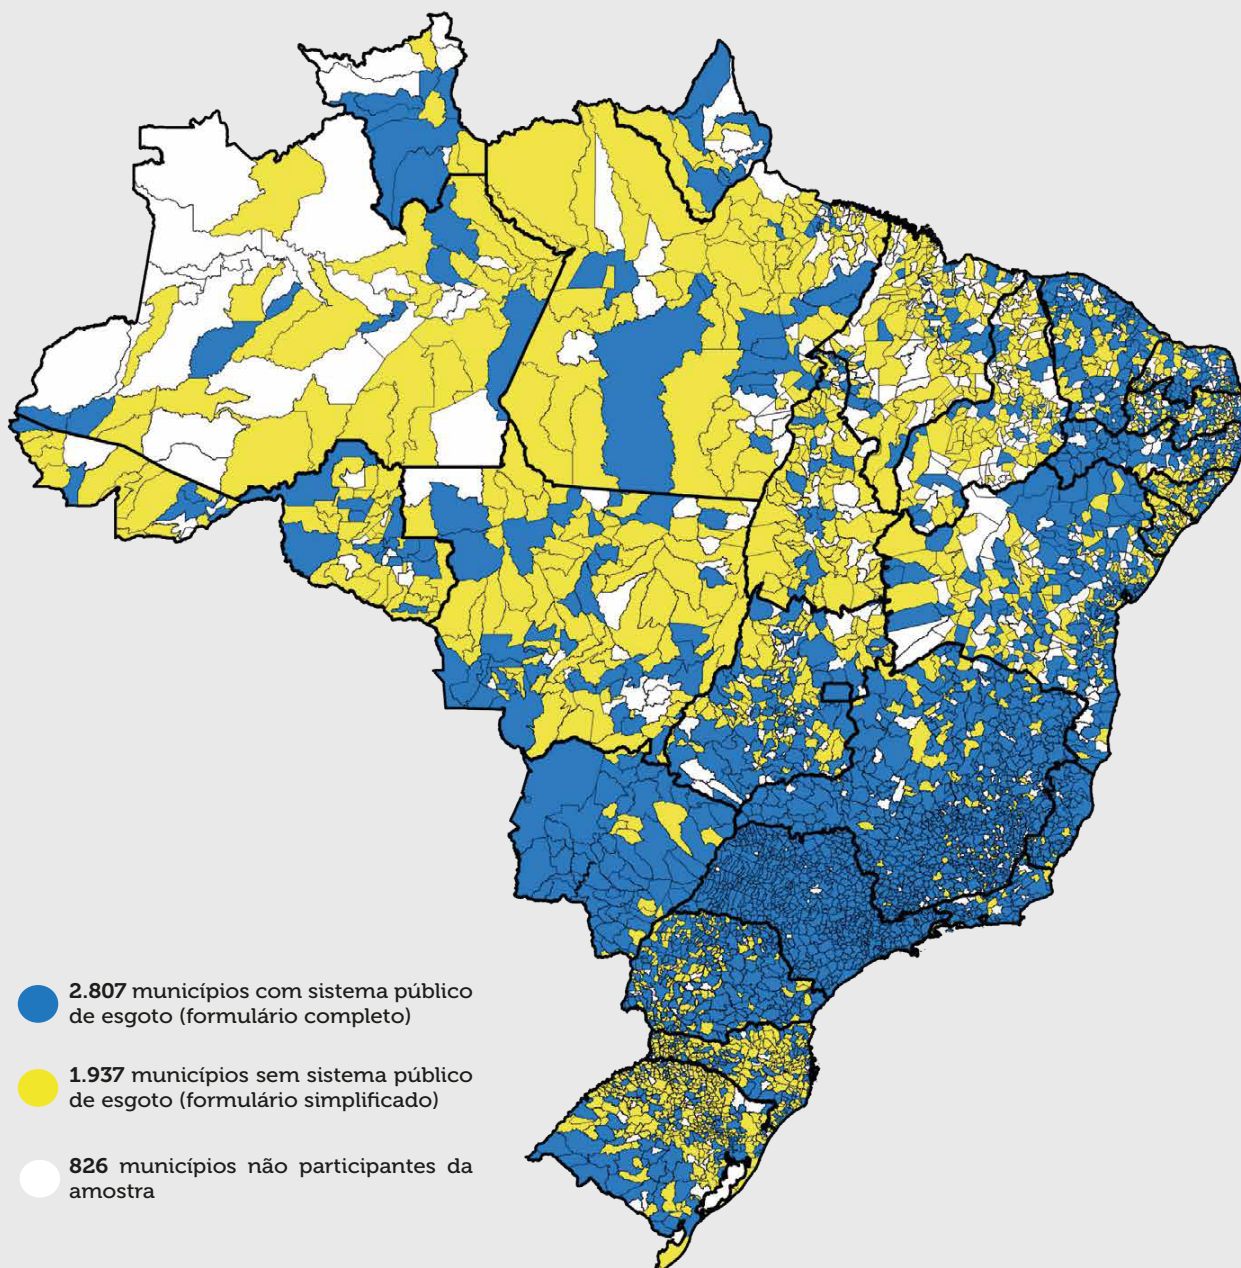 2.807 municípios com sistema público
de esgoto (formulário completo)
1.937 municípios sem sistema público
de esgoto (formulário simplificado)
826 municípios não participantes da
amostra